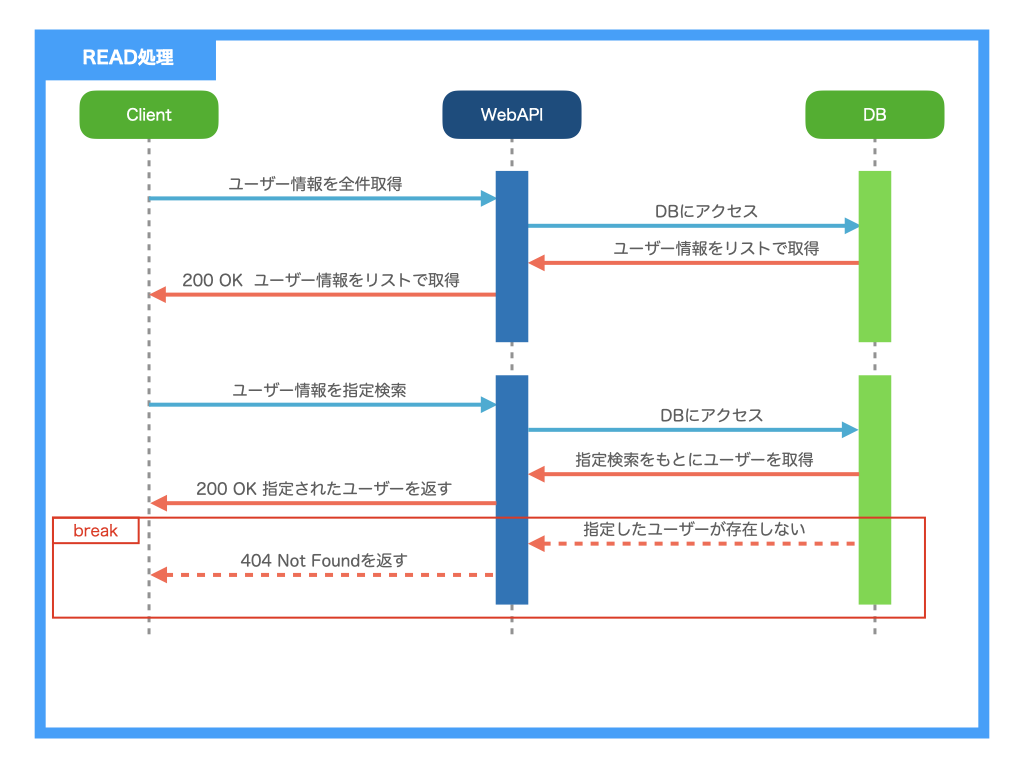 READ処理
Client
WebAPI
DB
ユーザー情報を全件取得
DBにアクセス
ユーザー情報をリストで取得
200 OK ユーザー情報をリストで取得
ユーザー情報を指定検索
DBにアクセス
指定検索をもとにユーザーを取得
200 OK 指定されたユーザーを返す
break
指定したユーザーが存在しない
404 Not Foundを返す